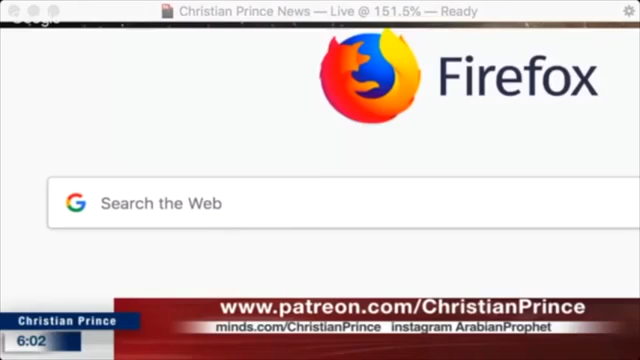 Christian Prince News — Live @ 151.5% — Ready
Google
Firefox
Search the Web
www.patreon.com/ChristianPrince
Christian Prince
minds.com/ChristianPrince instagram ArabianProphet
6:02